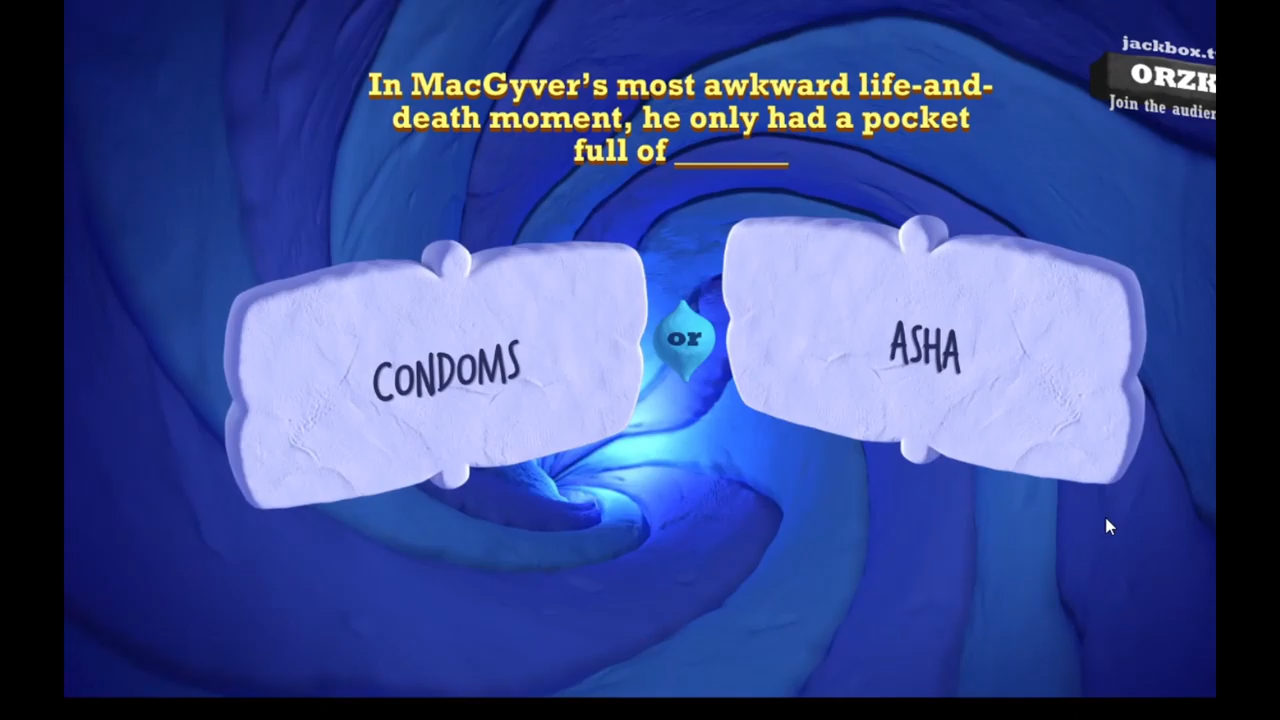 jackbox.t
ORZK
Join the audier
In MacGyver's most awkward life-and-
death moment, he only had a pocket
full of ________
CONDOMS
or
ASHA